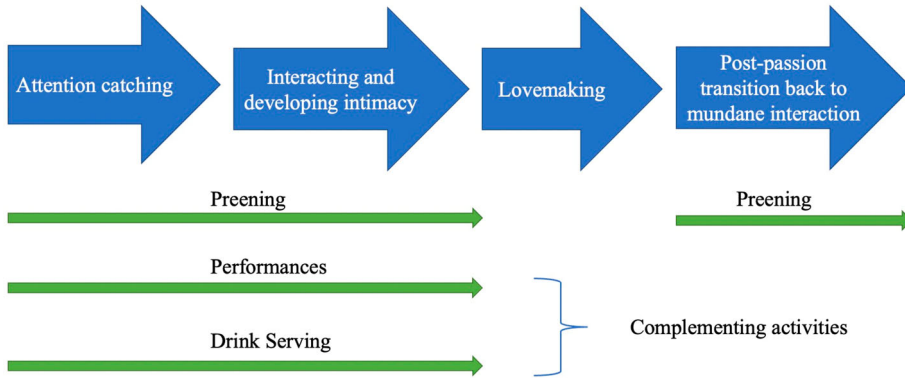 Attention catching
Interacting and
developing intimacy
Lovemaking
Post-passion
transition back to
mundane interaction
Preening
Preening
Performances
Drink Serving
Complementing activities